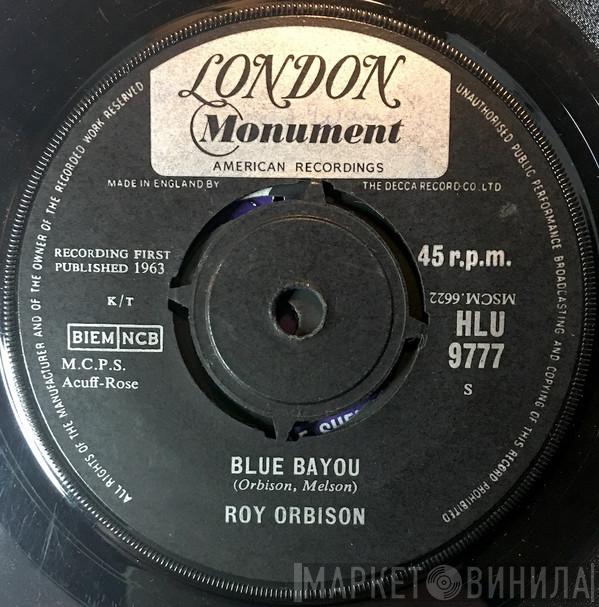 LONDON
Monument
AMERICAN RECORDINGS
MADE IN ENGLAND BY THE DECCA RECORD CO. LTD
ALL RIGHTS OF THE MANUFACTURER AND OF THE OWNER OF THE RECORDED WORK RESERVED
UNAUTHORISED PUBLIC PERFORMANCE BROADCASTING AND COPYING OF THIS RECORD PROHIBITED
RECORDING FIRST
PUBLISHED 1963
K/T
BIEM NCB
M.C.P.S.
Acuff-Rose
45 r.p.m.
MSCM.6622
HLU
9777
S
BLUE BAYOU
(Orbison, Melson)
ROY ORBISON
МАРКЕТ ВИНИЛА